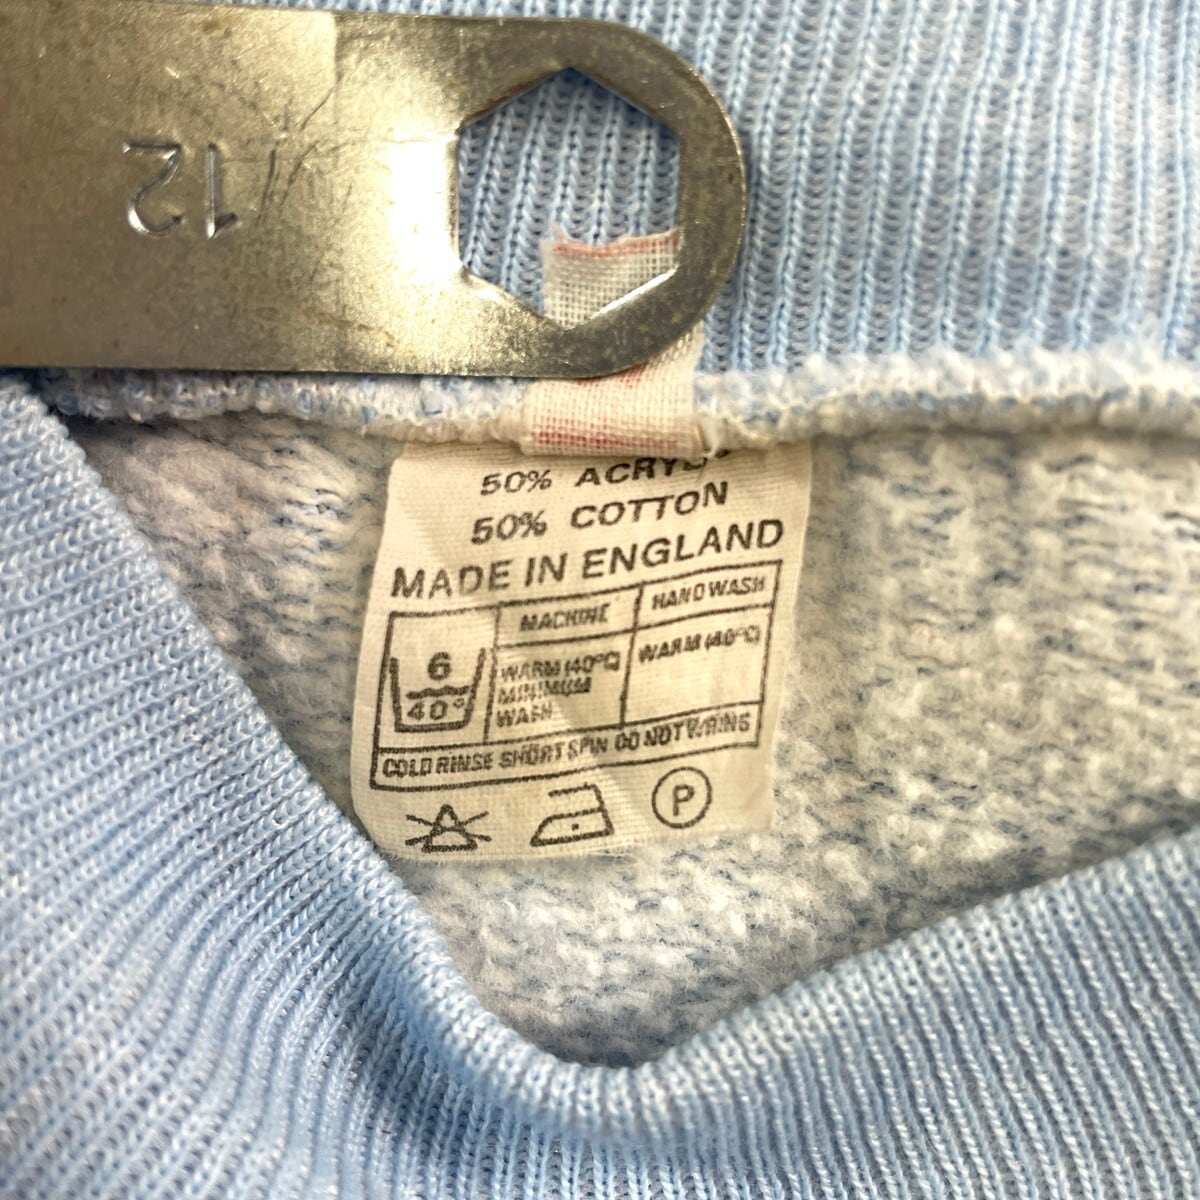 12
50% ACRYLIC
50% COTTON
MADE IN ENGLAND
MACHINE HAND WASH
6
40°
WARM (40°C)
MINIMUM
WASH
WARM (40°C)
COLD RINSE SHORT SPIN DO NOT WRING
P